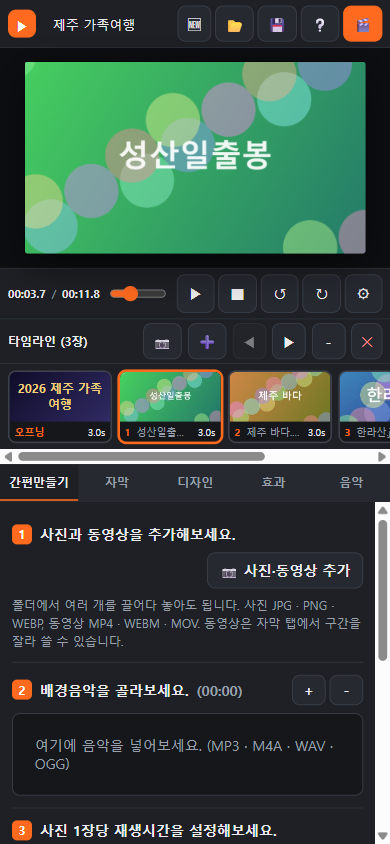 제주 가족여행
NEW
?
성산일출봉
00:03.7 / 00:11.8
타임라인 (3장)
-
2026 제주 가족
여행
오프닝 3.0s
성산일출봉
1 성산일출... 3.0s
제주 바다
2 제주 바다... 3.0s
한라
3 한라산,
간편만들기 자막 디자인 효과 음악
1 사진과 동영상을 추가해보세요.
사진·동영상 추가
폴더에서 여러 개를 끌어다 놓아도 됩니다. 사진 JPG · PNG ·
WEBP, 동영상 MP4 · WEBM · MOV. 동영상은 자막 탭에서 구간을
잘라 쓸 수 있습니다.
2 배경음악을 골라보세요. (00:00) + -
여기에 음악을 넣어보세요. (MP3 · M4A · WAV ·
OGG)
3 사진 1장당 재생시간을 설정해보세요.